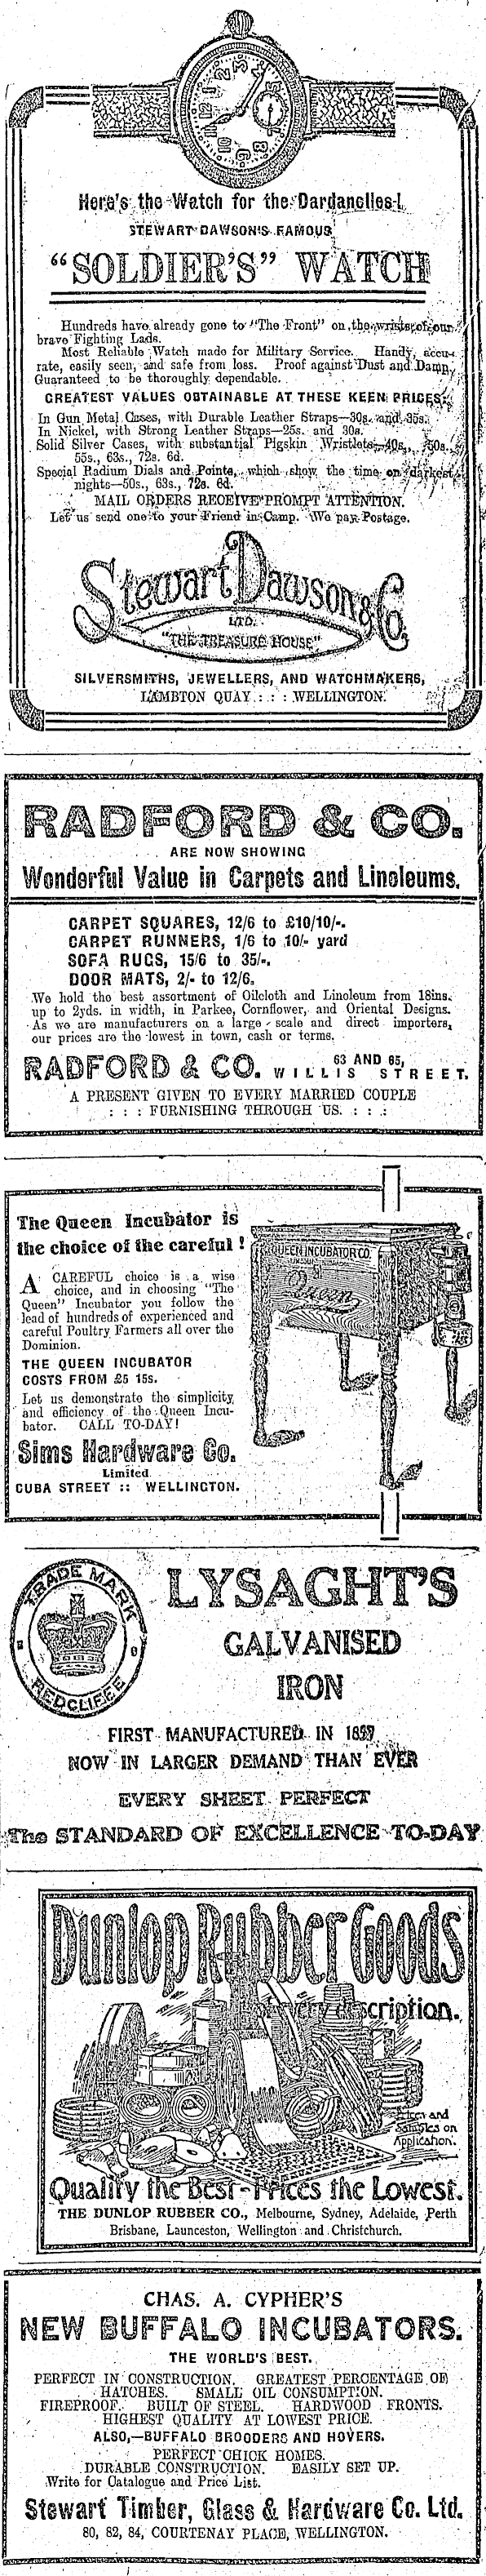 Here's the Watch for the Dardanelles!
STEWART DAWSON'S FAMOUS
"SOLDIER'S" WATCH
Hundreds have already gone to "The Front" on the wrists of our
brave Fighting Lads.
Most Reliable Watch made for Military Service. Handy, accu-
rate, easily seen, and safe from loss. Proof against Dust and Damp.
Guaranteed to be thoroughly dependable.
GREATEST VALUES OBTAINABLE AT THESE KEEN PRICES:
In Gun Metal Cases, with Durable Leather Straps—30s. and 35s.
In Nickel, with Strong Leather Straps—25s. and 30s.
Solid Silver Cases, with substantial Pigskin Wristlets—40s., 50s.,
55s., 63s., 72s. 6d.
Special Radium Dials and Points, which show the time on darkest
nights—50s., 63s., 72s. 6d.
MAIL ORDERS RECEIVE PROMPT ATTENTION.
Let us send one to your Friend in Camp. We pay Postage.
Stewart Dawson & Co.
LTD.
"THE TREASURE HOUSE"
SILVERSMITHS, JEWELLERS, AND WATCHMAKERS,
LAMBTON QUAY : : : WELLINGTON.
RADFORD & CO.
ARE NOW SHOWING
Wonderful Value in Carpets and Linoleums.
CARPET SQUARES, 12/6 to £10/10/-.
CARPET RUNNERS, 1/6 to 10/- yard
SOFA RUGS, 15/6 to 35/-.
DOOR MATS, 2/- to 12/6.
We hold the best assortment of Oilcloth and Linoleum from 18ins.
up to 2yds. in width, in Parkee, Cornflower, and Oriental Designs.
As we are manufacturers on a large scale and direct importers,
our prices are the lowest in town, cash or terms.
RADFORD & CO. 63 AND 65, WILLIS STREET.
A PRESENT GIVEN TO EVERY MARRIED COUPLE
: : : FURNISHING THROUGH US. : : :
The Queen Incubator is
the choice of the careful!
A CAREFUL choice is a wise
choice, and in choosing "The
Queen" Incubator you follow the
lead of hundreds of experienced and
careful Poultry Farmers all over the
Dominion.
THE QUEEN INCUBATOR
COSTS FROM £5 15s.
Let us demonstrate the simplicity
and efficiency of the Queen Incu-
bator. CALL TO-DAY!
Sims Hardware Co.
Limited
CUBA STREET :: WELLINGTON.
QUEEN INCUBATOR CO.
Queen
TRADE MARK
REDCLIFFE
LYSAGHT'S
GALVANISED
IRON
FIRST MANUFACTURED IN 1857
NOW IN LARGER DEMAND THAN EVER
EVERY SHEET PERFECT
The STANDARD OF EXCELLENCE TO-DAY
Dunlop Rubber Goods
of every description.
Prices and
Samples on
Application.
Quality the Best-Prices the Lowest.
THE DUNLOP RUBBER CO., Melbourne, Sydney, Adelaide, Perth
Brisbane, Launceston, Wellington and Christchurch.
CHAS. A. CYPHER'S
NEW BUFFALO INCUBATORS.
THE WORLD'S BEST.
PERFECT IN CONSTRUCTION. GREATEST PERCENTAGE OF
HATCHES. SMALL OIL CONSUMPTION.
FIREPROOF. BUILT OF STEEL. HARDWOOD FRONTS.
HIGHEST QUALITY AT LOWEST PRICE.
ALSO,—BUFFALO BROODERS AND HOVERS.
PERFECT CHICK HOMES.
DURABLE CONSTRUCTION. EASILY SET UP.
Write for Catalogue and Price List.
Stewart Timber, Glass & Hardware Co. Ltd.
80, 82, 84, COURTENAY PLACE, WELLINGTON.